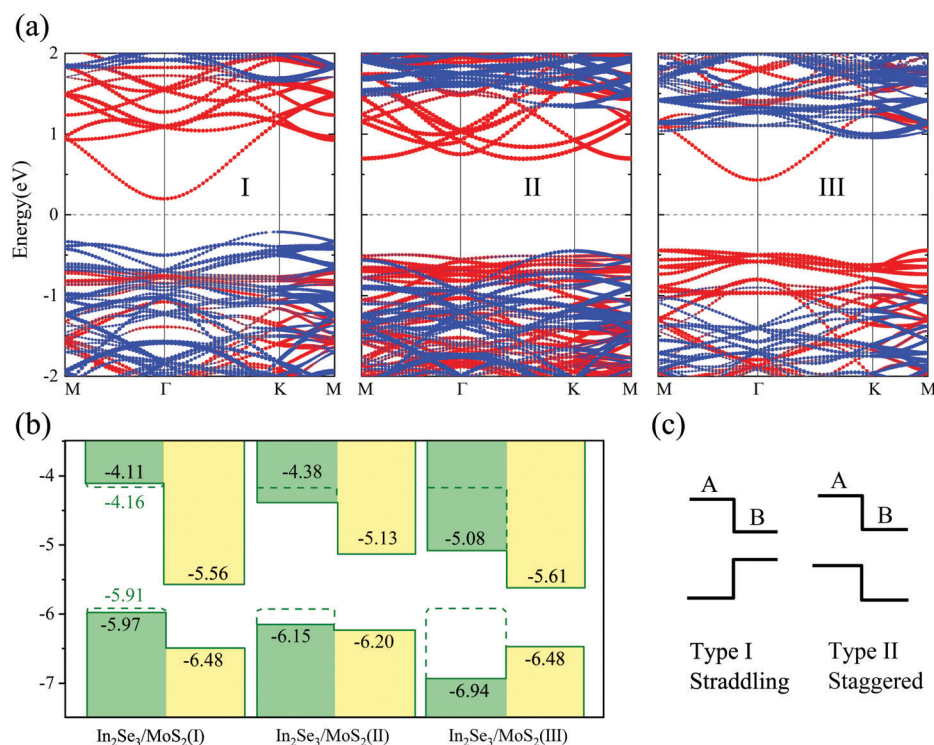 (a)
2
1
0
-1
-2
Energy(eV)
I
II
III
M Γ K M
M Γ K M
M Γ K M
(b)
-4
-5
-6
-7
-4.11
-4.16
-5.56
-5.91
-5.97
-6.48
-4.38
-5.13
-6.15
-6.20
-5.08
-5.61
-6.48
-6.94
In₂Se₃/MoS₂(I)
In₂Se₃/MoS₂(II)
In₂Se₃/MoS₂(III)
(c)
A
B
A
B
Type I
Straddling
Type II
Staggered